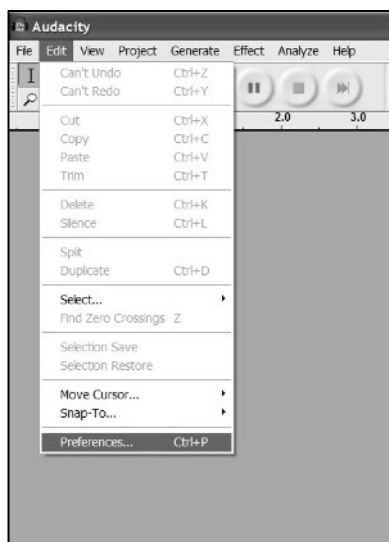 Audacity
File Edit View Project Generate Effect Analyze Help
Can't Undo Ctrl+Z
Can't Redo Ctrl+Y
Cut Ctrl+X
Copy Ctrl+C
Paste Ctrl+V
Trim Ctrl+T
Delete Ctrl+K
Silence Ctrl+L
Split
Duplicate Ctrl+D
Select...
Find Zero Crossings Z
Selection Save
Selection Restore
Move Cursor...
Snap-To...
Preferences... Ctrl+P
2.0 3.0